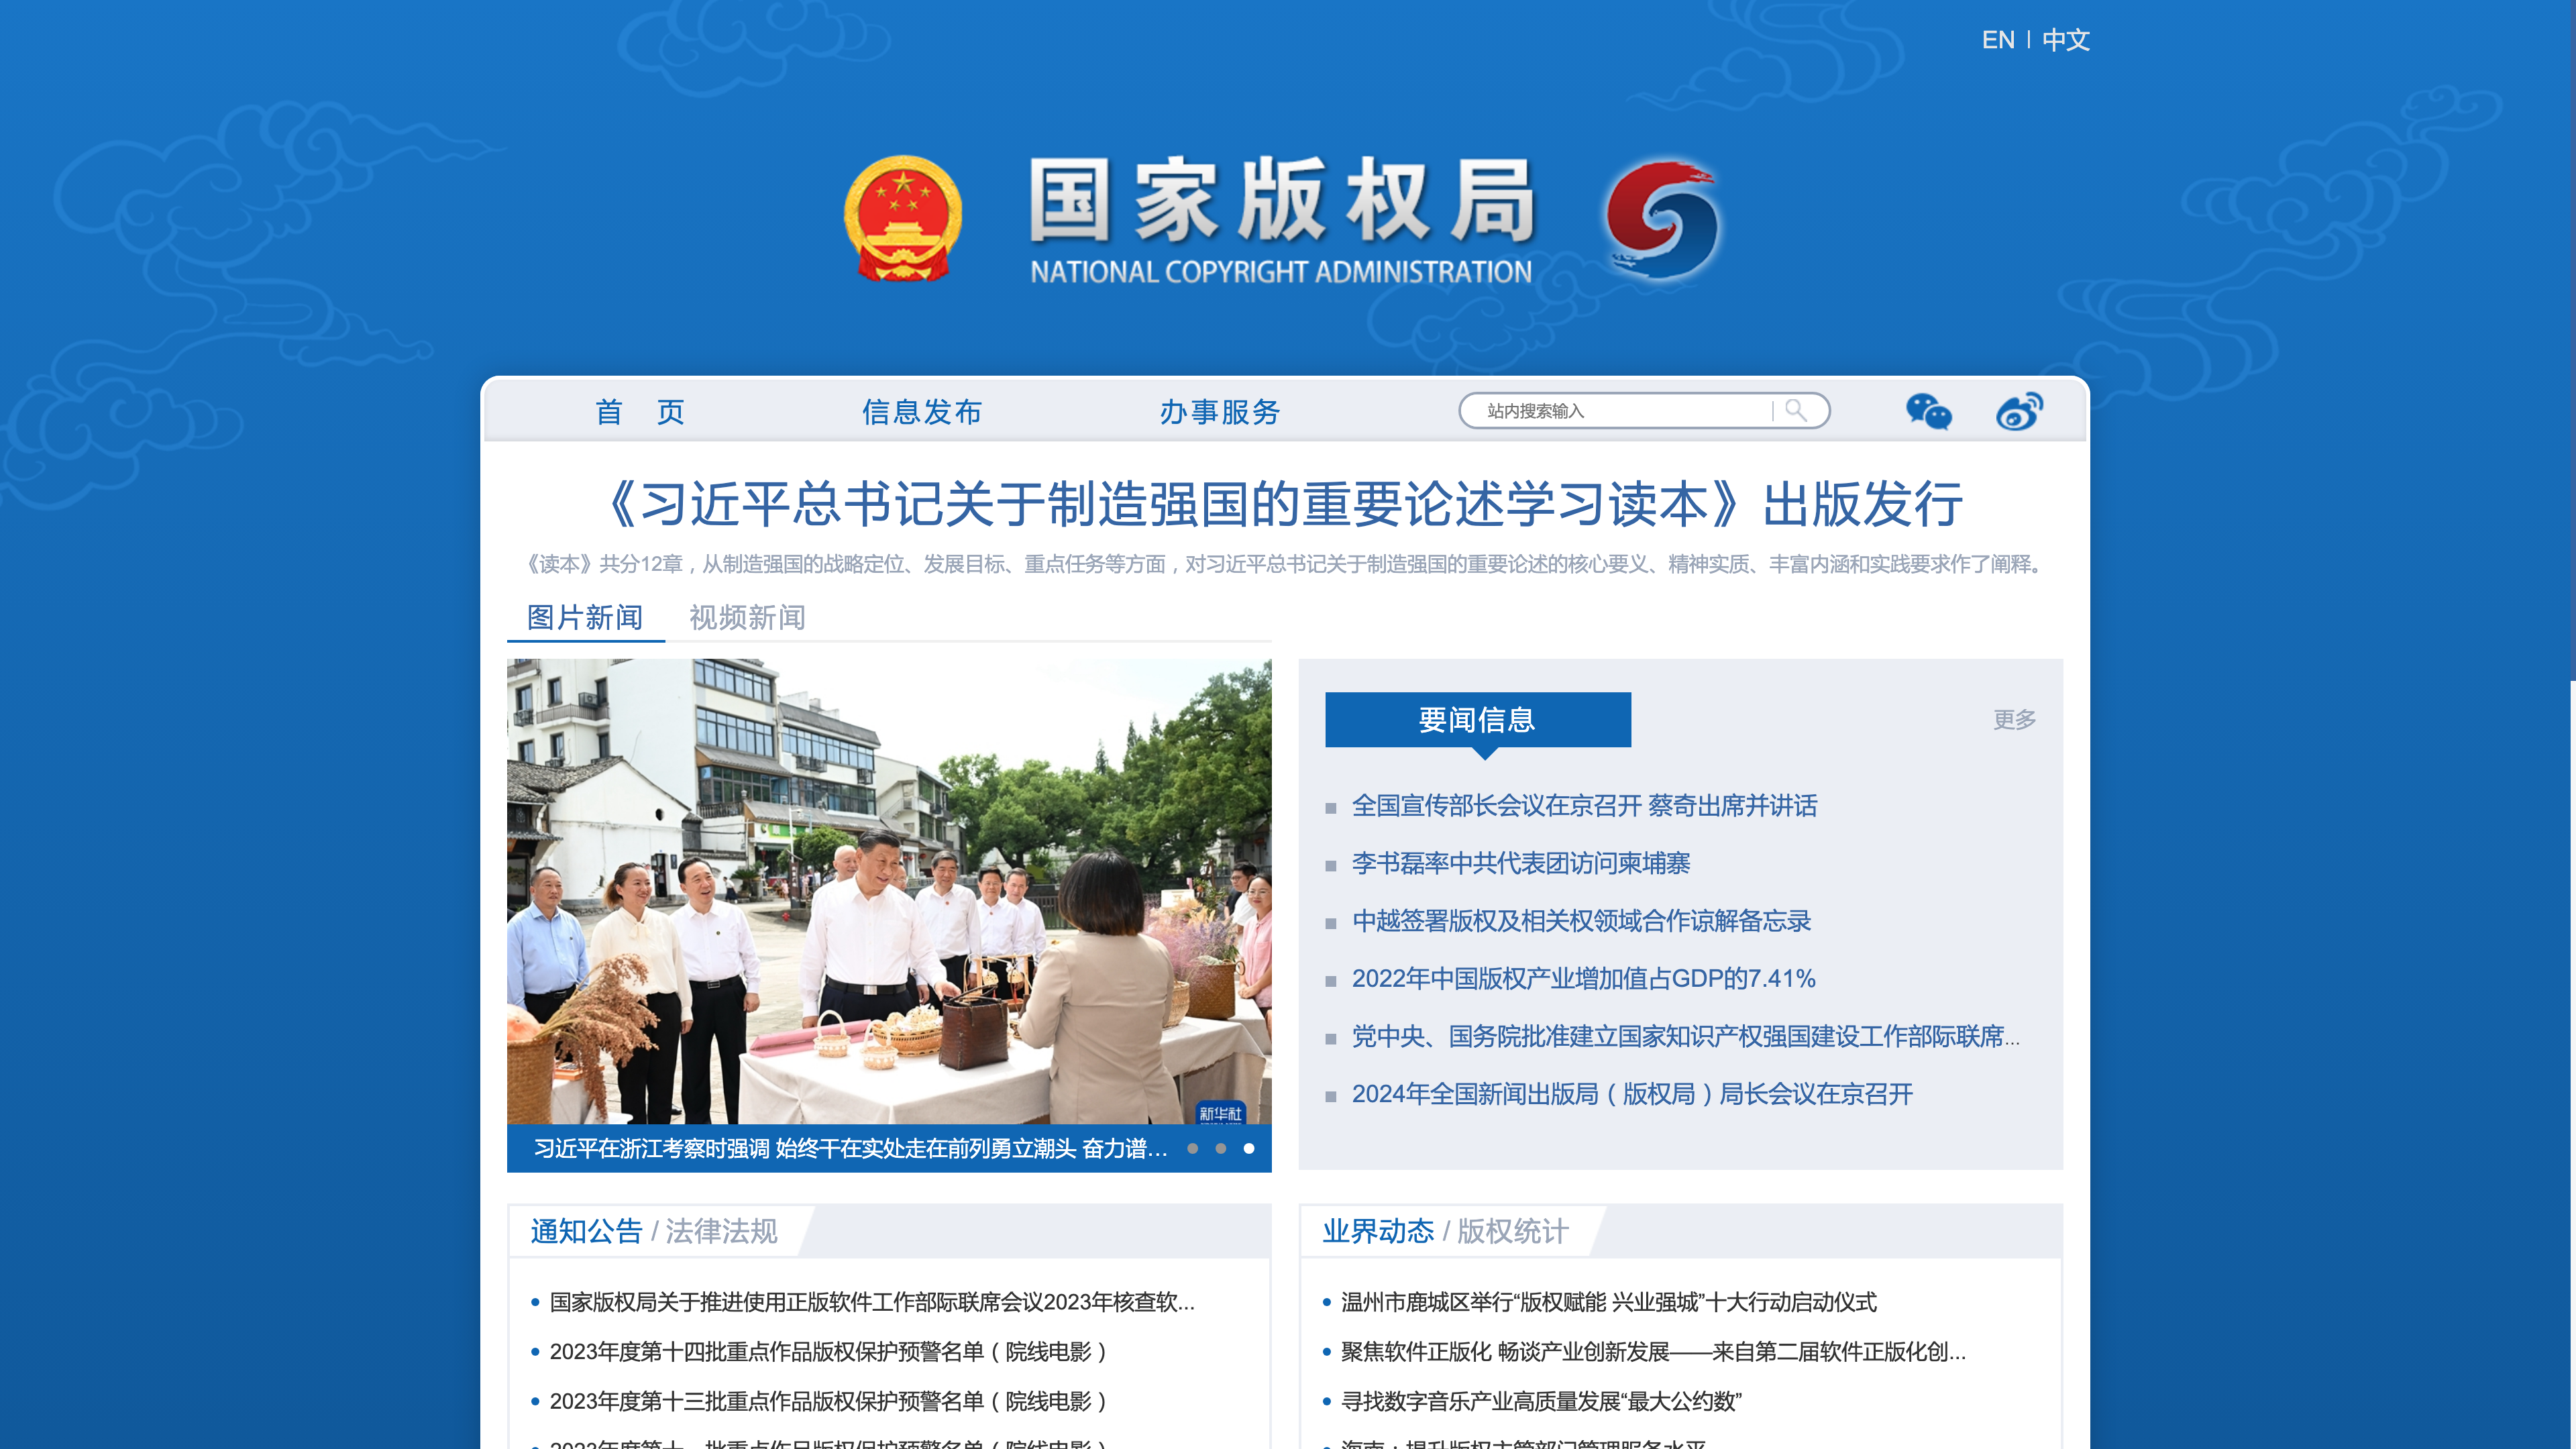 EN | 中文
国家版权局
NATIONAL COPYRIGHT ADMINISTRATION
首 页
信息发布
办事服务
站内搜索输入
《习近平总书记关于制造强国的重要论述学习读本》出版发行
《读本》共分12章，从制造强国的战略定位、发展目标、重点任务等方面，对习近平总书记关于制造强国的重要论述的核心要义、精神实质、丰富内涵和实践要求作了阐释。
图片新闻
视频新闻
新华社
习近平在浙江考察时强调 始终干在实处走在前列勇立潮头 奋力谱...
要闻信息
更多
全国宣传部长会议在京召开 蔡奇出席并讲话
李书磊率中共代表团访问柬埔寨
中越签署版权及相关权领域合作谅解备忘录
2022年中国版权产业增加值占GDP的7.41%
党中央、国务院批准建立国家知识产权强国建设工作部际联席...
2024年全国新闻出版局（版权局）局长会议在京召开
通知公告 / 法律法规
国家版权局关于推进使用正版软件工作部际联席会议2023年核查软...
2023年度第十四批重点作品版权保护预警名单（院线电影）
2023年度第十三批重点作品版权保护预警名单（院线电影）
业界动态 / 版权统计
温州市鹿城区举行“版权赋能 兴业强城”十大行动启动仪式
聚焦软件正版化 畅谈产业创新发展——来自第二届软件正版化创...
寻找数字音乐产业高质量发展“最大公约数”
海南：提升版权主管部门管理服务水平